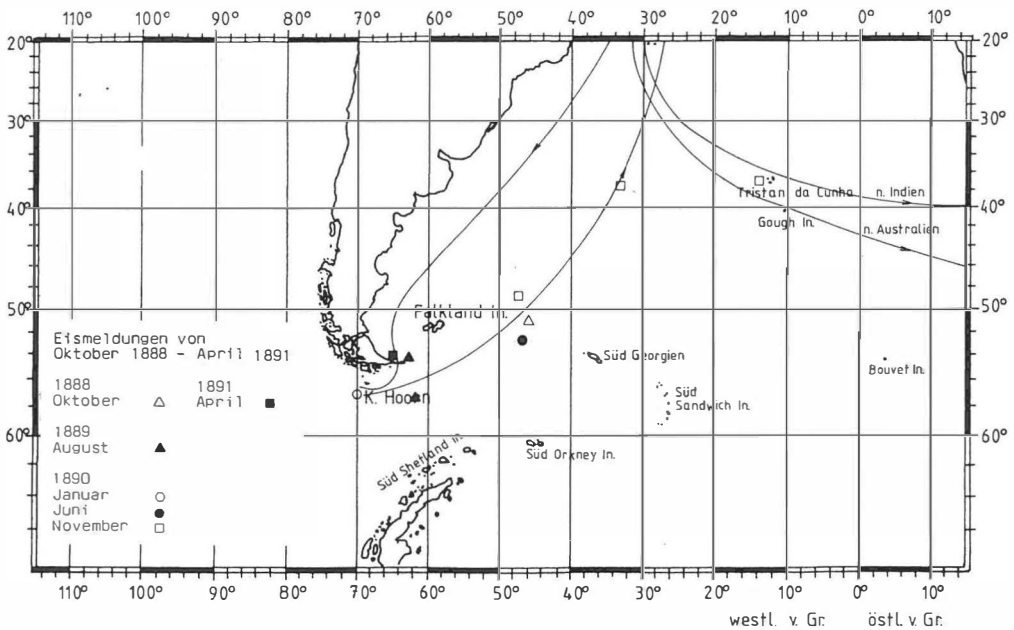 110° 100° 90° 80° 70° 60° 50° 40° 30° 20° 10° 0° 10°
20° 20°
30° 30°
Tristan da Cunha n. Indien
40° 40°
Gough In. n. Australien
50° Falkland In. 50°
Eismeldungen von
Oktober 1888 - April 1891
Süd Georgien
Bouvet In.
1888 1891
Oktober April
K. Hoorn
Süd
Sandwich In.
1889
August
60° 60°
Süd Shetland In.
Süd Orkney In.
1890
Januar
Juni
November
110° 100° 90° 80° 70° 60° 50° 40° 30° 20° 10° 0° 10°
westl. v. Gr. östl. v. Gr.